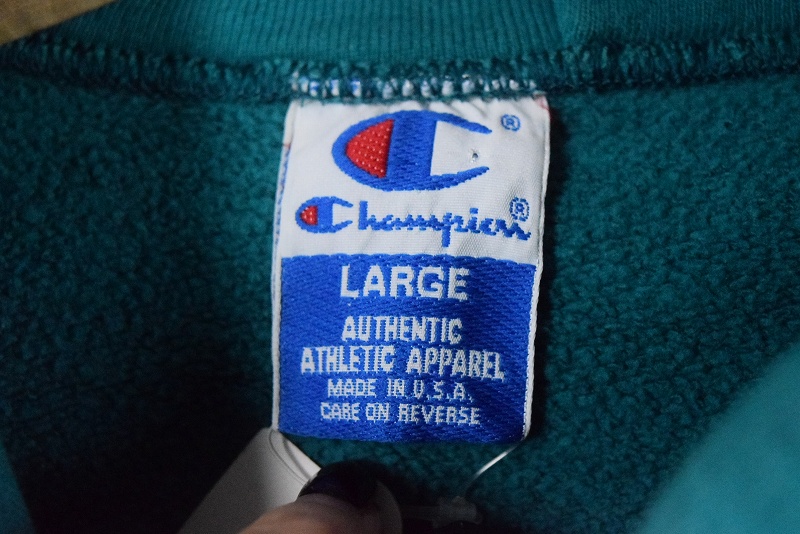 ®
Champion®
LARGE
AUTHENTIC
ATHLETIC APPAREL
MADE IN U.S.A.
CARE ON REVERSE